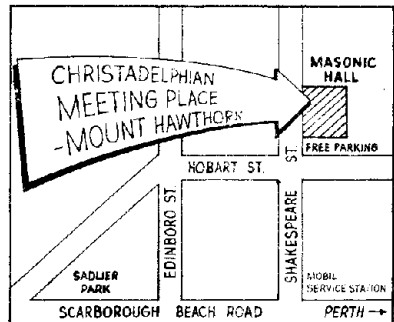 CHRISTADELPHIAN
MEETING PLACE
-MOUNT HAWTHORN
MASONIC
HALL
FREE PARKING
HOBART ST.
EDINBORO ST.
SHAKESPEARE ST.
SADLIER
PARK
MOBIL
SERVICE STATION
SCARBOROUGH BEACH ROAD
PERTH →